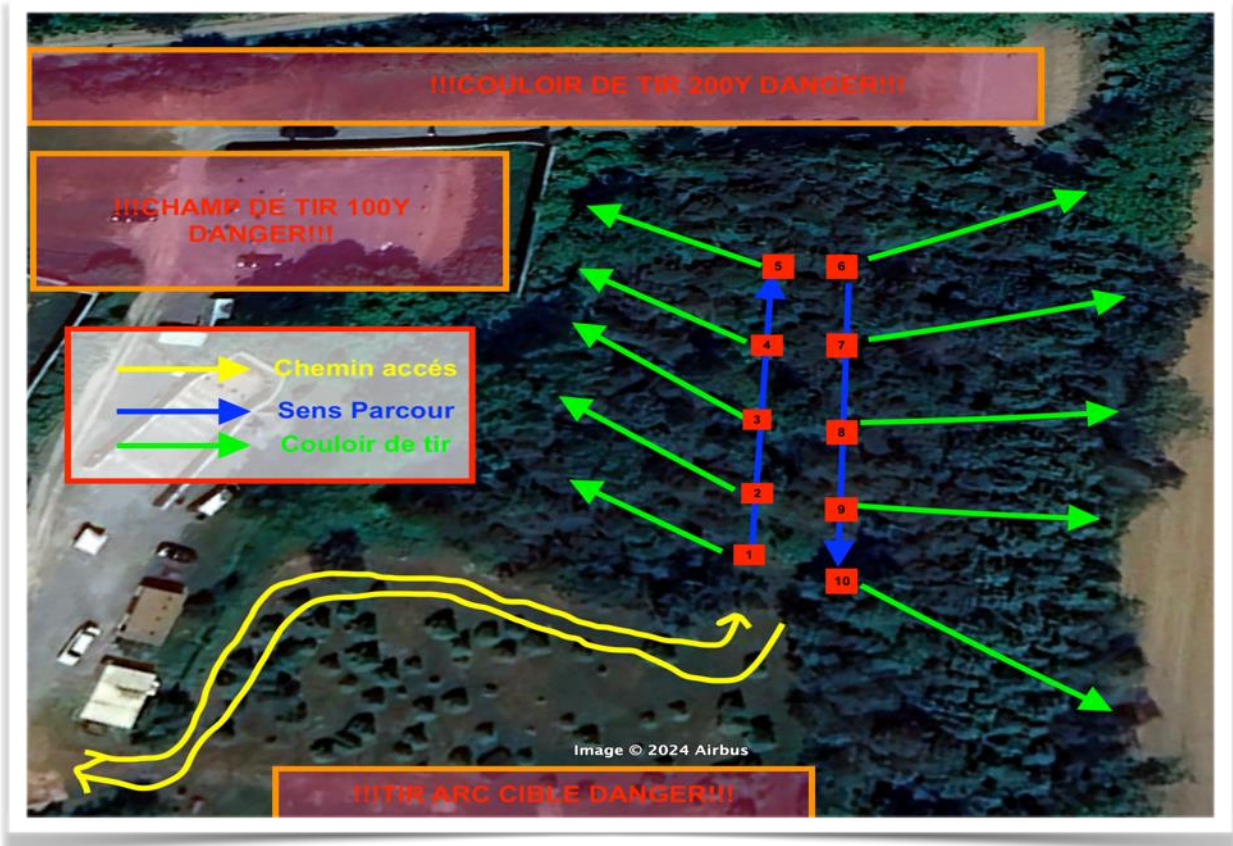 !!!COULOIR DE TIR 200Y DANGER!!!
!!!CHAMP DE TIR 100Y
DANGER!!!
Chemin accés
Sens Parcour
Couloir de tir
5
6
4
7
3
8
2
9
1
10
Image © 2024 Airbus
!!!TIR ARC CIBLE DANGER!!!